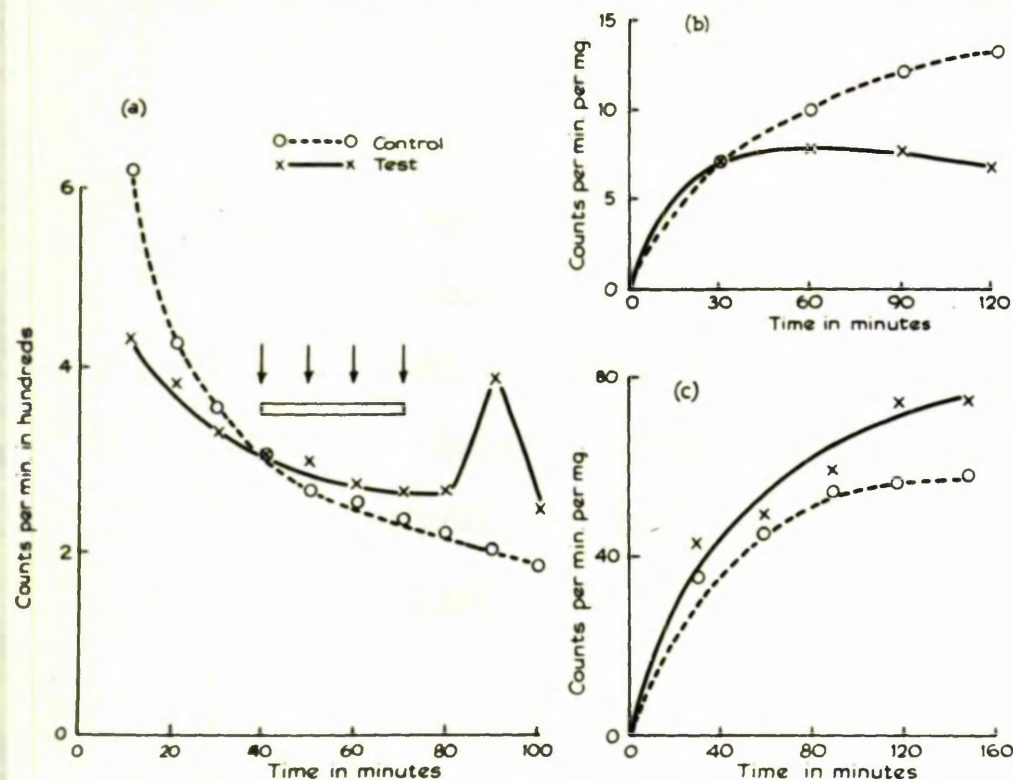 (a)
Control
Test
Counts per min. in hundreds
6
4
2
0
0
20
40
60
80
100
Time in minutes
(b)
Counts per min. per mg.
15
10
5
0
0
30
60
90
120
Time in minutes
(c)
Counts per min. per mg.
80
40
0
0
40
80
120
160
Time in minutes